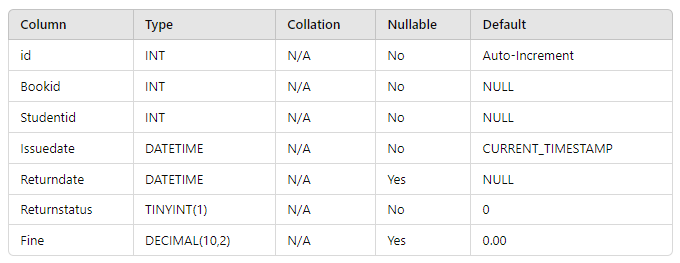 Column Type Collation Nullable Default
id INT N/A No Auto-Increment
Bookid INT N/A No NULL
Studentid INT N/A No NULL
Issuedate DATETIME N/A No CURRENT_TIMESTAMP
Returndate DATETIME N/A Yes NULL
Returnstatus TINYINT(1) N/A No 0
Fine DECIMAL(10,2) N/A Yes 0.00